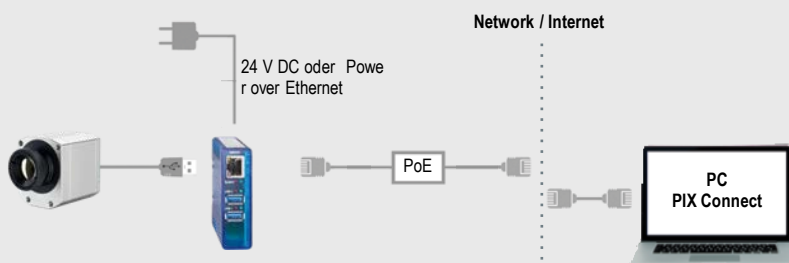 Network / Internet
24 V DC oder Powe
r over Ethernet
PoE
PC
PIX Connect